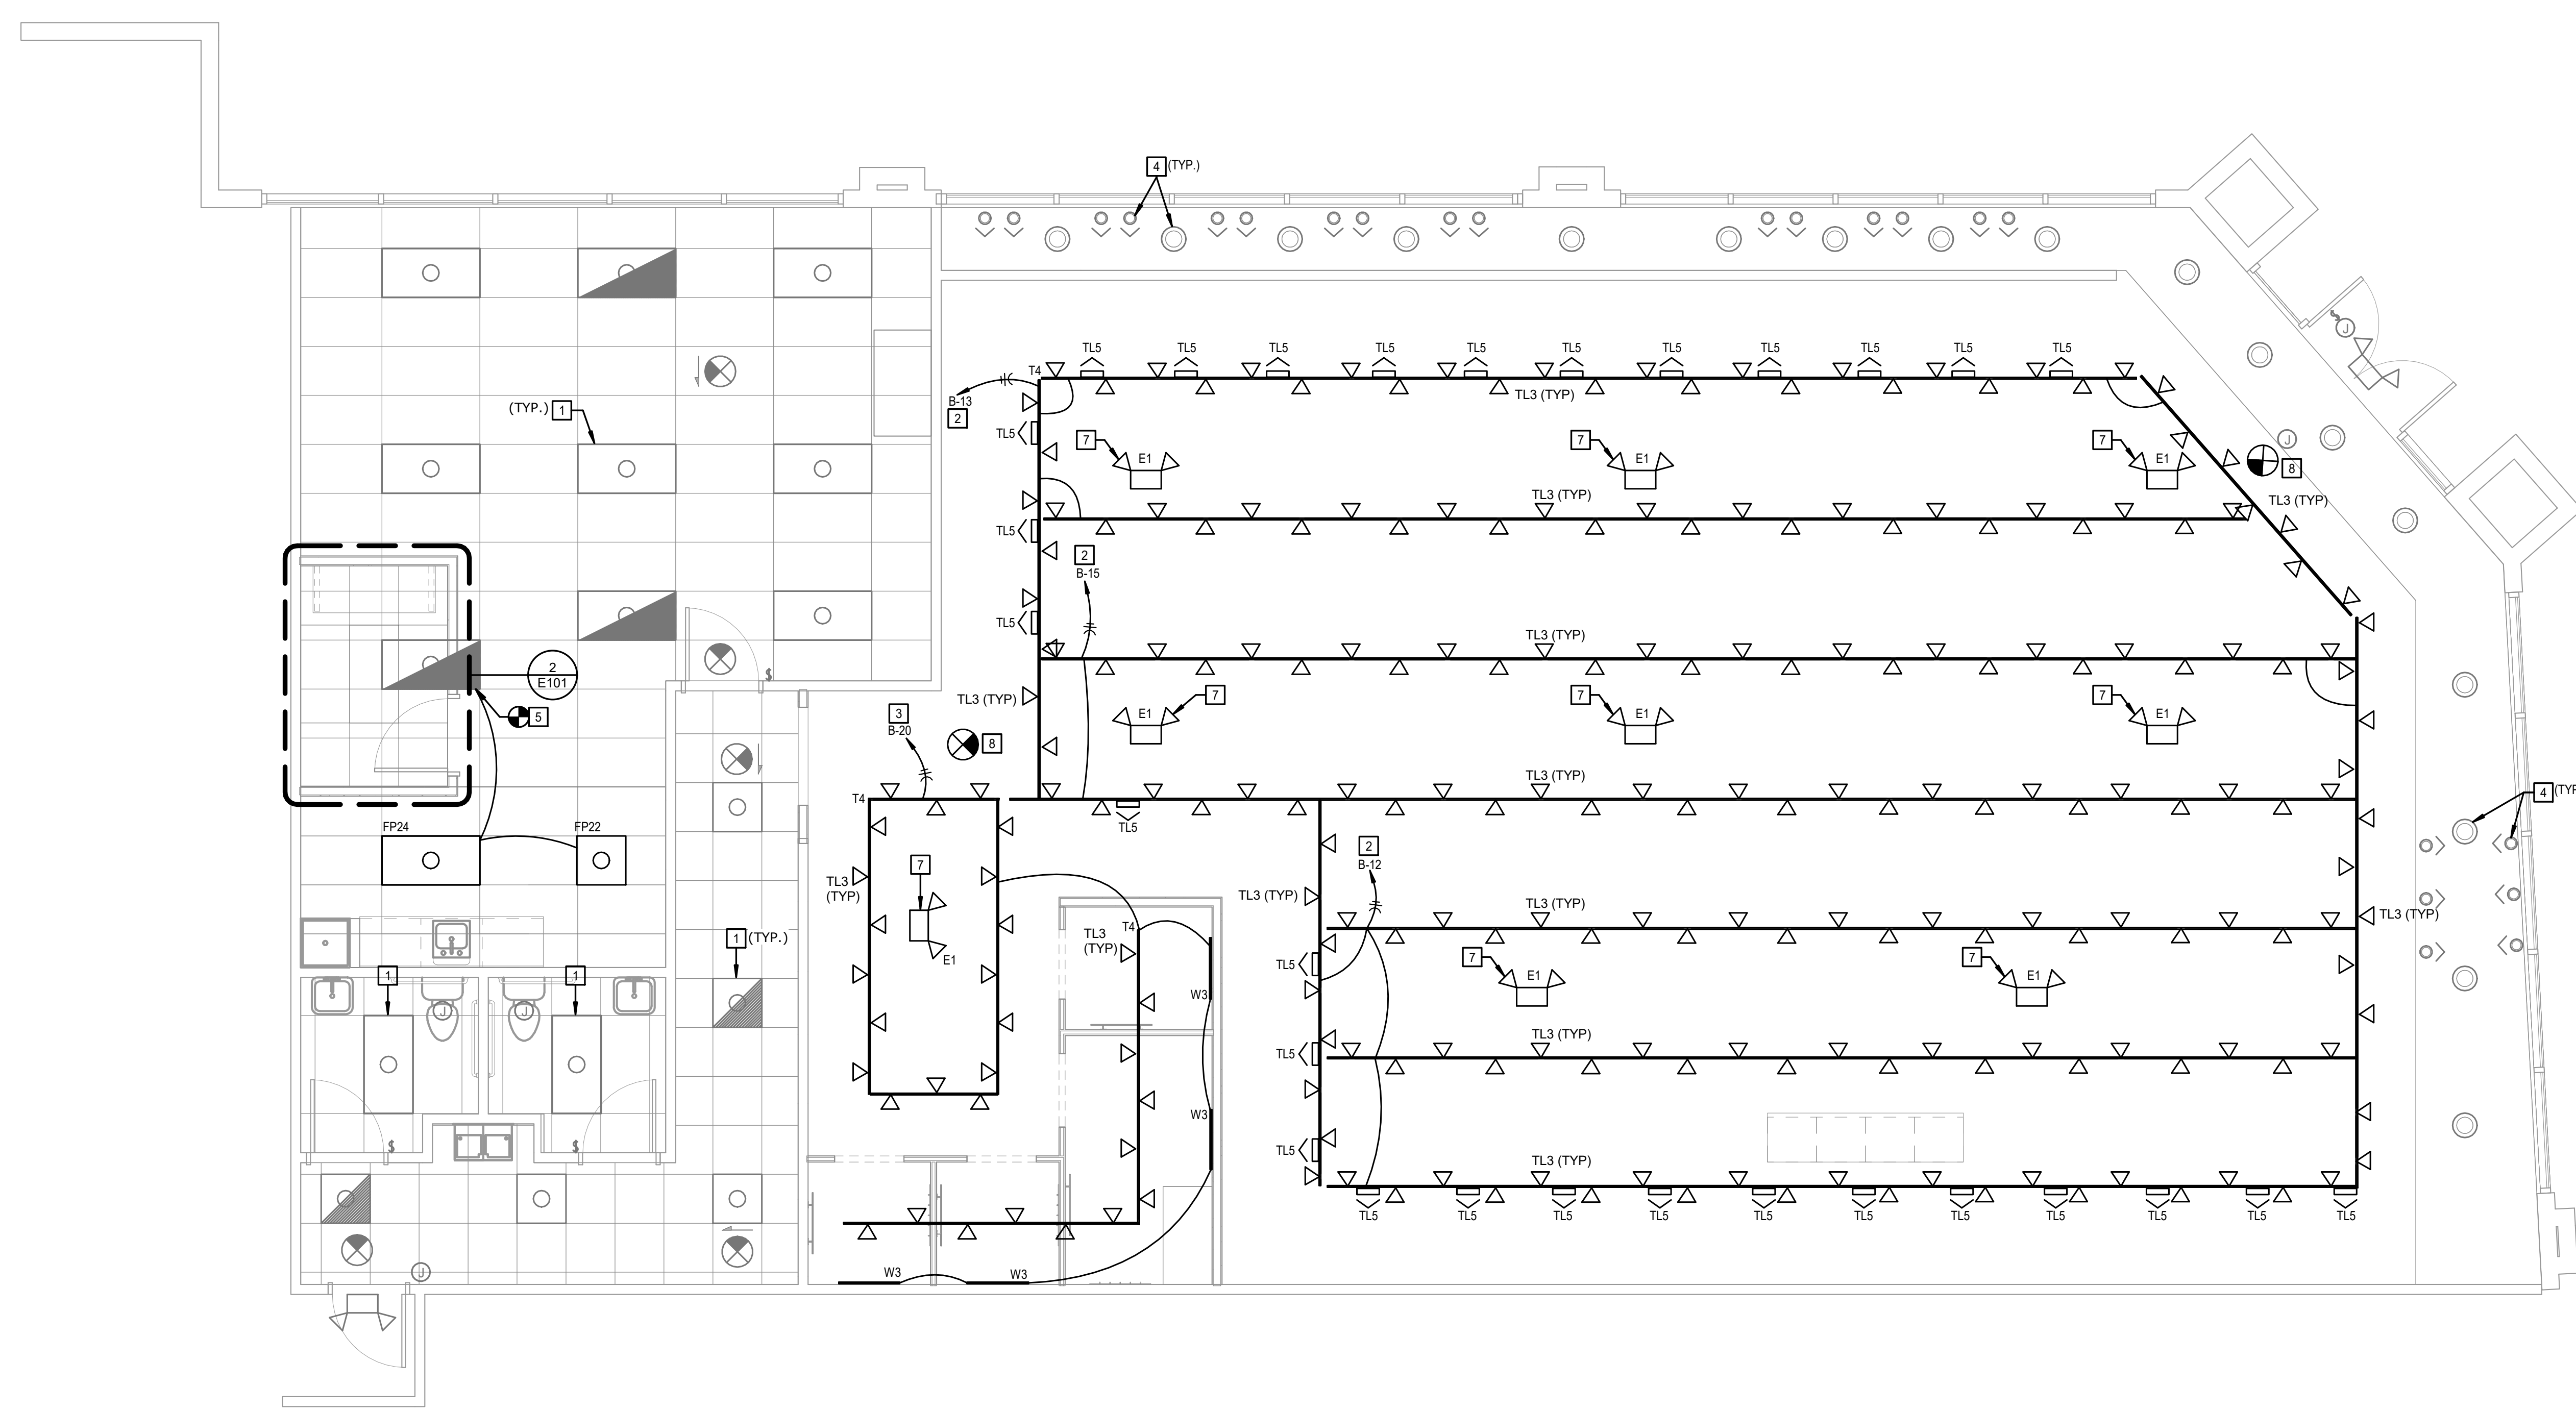 4 (TYP.)
TL5 TL5 TL5 TL5 TL5 TL5 TL5 TL5 TL5 TL5 TL5
$
J
T4
B-13
2
TL3 (TYP)
(TYP.) 1
TL5
7 E1 7 E1 7 E1
J
8
TL3 (TYP)
TL3 (TYP)
TL5
2
B-15
TL5
TL3 (TYP)
2
E101
$
5
TL3 (TYP)
E1 7
7 E1
7 E1
3
B-20
8
TL3 (TYP)
4 (TYP
T4
FP24 FP22
TL5
2
B-12
7
TL3
(TYP)
TL3 (TYP)
TL3 (TYP)
TL3 (TYP)
T4
TL3
(TYP)
1 (TYP.)
E1
7 E1
7 E1
TL5
1 1
W3
J J
TL3 (TYP)
TL5
W3
$ $
TL5
TL3 (TYP)
TL5 TL5 TL5 TL5 TL5 TL5 TL5 TL5 TL5 TL5 TL5
J
W3 W3